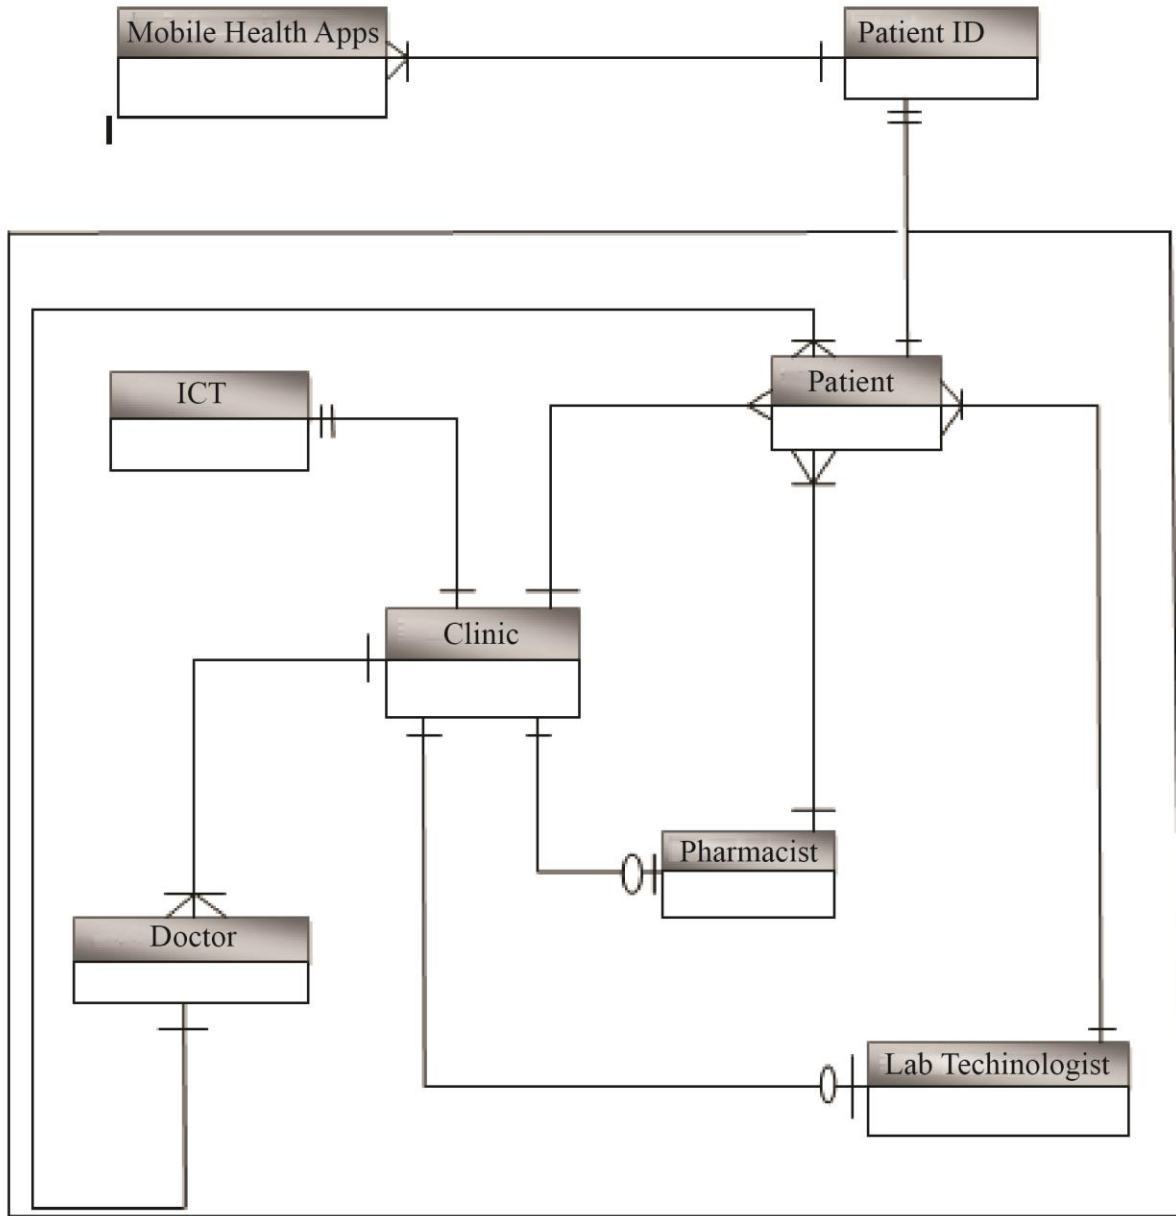 Mobile Health Apps
Patient ID
Patient
ICT
Clinic
Pharmacist
Doctor
Lab Techinologist